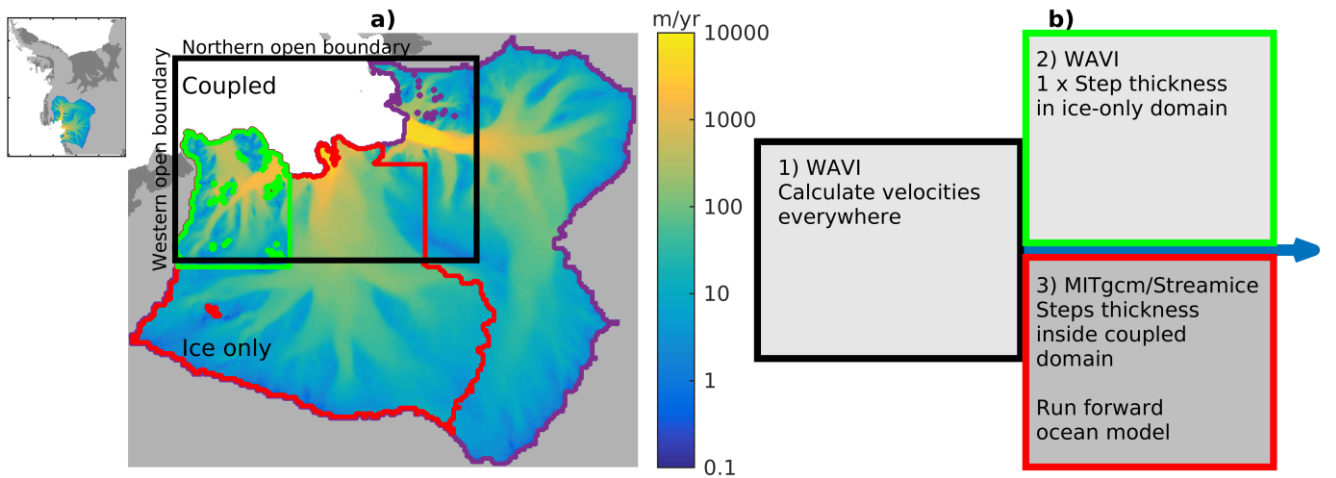 a)
Northern open boundary
Coupled
Western open boundary
Ice only
m/yr
10000
1000
100
10
1
0.1
b)
1) WAVI
Calculate velocities
everywhere
2) WAVI
1 x Step thickness
in ice-only domain
3) MITgcm/Streamice
Steps thickness
inside coupled
domain
Run forward
ocean model